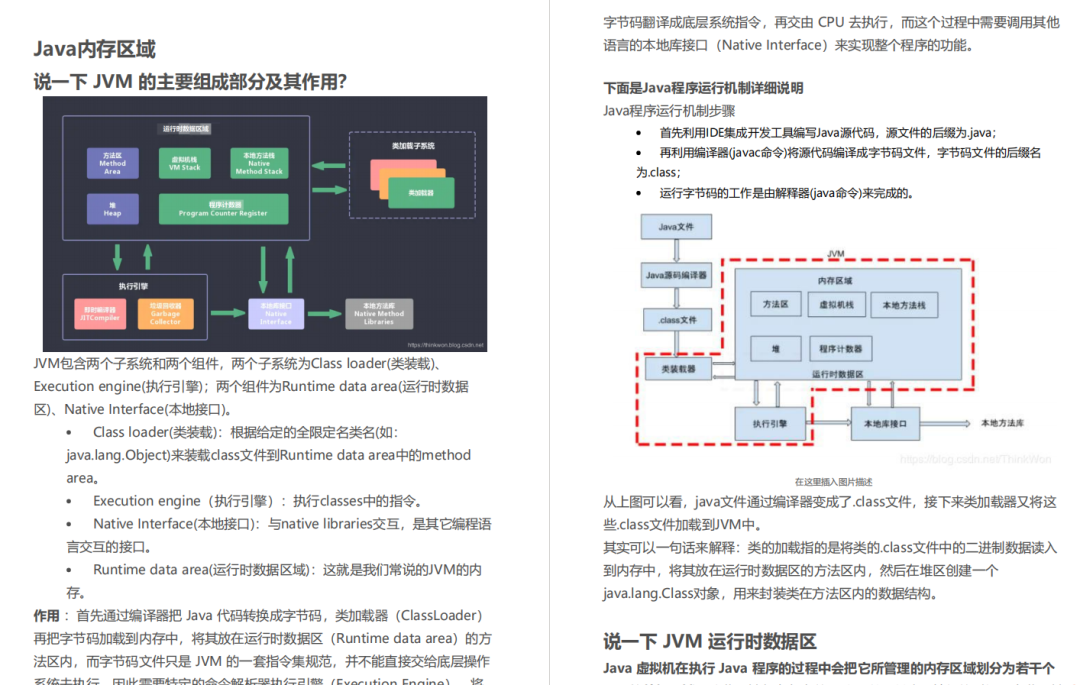 Java内存区域
说一下 JVM 的主要组成部分及其作用?
运行时数据区域
方法区
Method
Area
虚拟机栈
VM Stack
本地方法栈
Native
Method Stack
堆
Heap
程序计数器
Program Counter Register
类加载子系统
类加载器
执行引擎
即时编译器
JITCompiler
垃圾回收器
Garbage
Collector
本地库接口
Native
Interface
本地方法库
Native Method
Libraries
https://thinkwon.blog.csdn.net
JVM包含两个子系统和两个组件，两个子系统为Class loader(类装载)、
Execution engine(执行引擎)；两个组件为Runtime data area(运行时数据
区)、Native Interface(本地接口)。
• Class loader(类装载)：根据给定的全限定名类名(如：
java.lang.Object)来装载class文件到Runtime data area中的method
area。
• Execution engine（执行引擎）：执行classes中的指令。
• Native Interface(本地接口)：与native libraries交互，是其它编程语
言交互的接口。
• Runtime data area(运行时数据区域)：这就是我们常说的JVM的内
存。
作用 ：首先通过编译器把 Java 代码转换成字节码，类加载器（ClassLoader）
再把字节码加载到内存中，将其放在运行时数据区（Runtime data area）的方
法区内，而字节码文件只是 JVM 的一套指令集规范，并不能直接交给底层操作
系统去执行，因此需要特定的命令解析器执行引擎（Execution Engine），将
字节码翻译成底层系统指令，再交由 CPU 去执行，而这个过程中需要调用其他
语言的本地库接口（Native Interface）来实现整个程序的功能。
下面是Java程序运行机制详细说明
Java程序运行机制步骤
• 首先利用IDE集成开发工具编写Java源代码，源文件的后缀为.java；
• 再利用编译器(javac命令)将源代码编译成字节码文件，字节码文件的后缀名
为.class；
• 运行字节码的工作是由解释器(java命令)来完成的。
Java文件
Java源码编译器
.class文件
类装载器
JVM
内存区域
方法区
虚拟机栈
本地方法栈
堆
程序计数器
运行时数据区
执行引擎
本地库接口
本地方法库
https://blog.csdn.net/ThinkWon
在这里插入图片描述
从上图可以看，java文件通过编译器变成了.class文件，接下来类加载器又将这
些.class文件加载到JVM中。
其实可以一句话来解释：类的加载指的是将类的.class文件中的二进制数据读入
到内存中，将其放在运行时数据区的方法区内，然后在堆区创建一个
java.lang.Class对象，用来封装类在方法区内的数据结构。
说一下 JVM 运行时数据区
Java 虚拟机在执行 Java 程序的过程中会把它所管理的内存区域划分为若干个